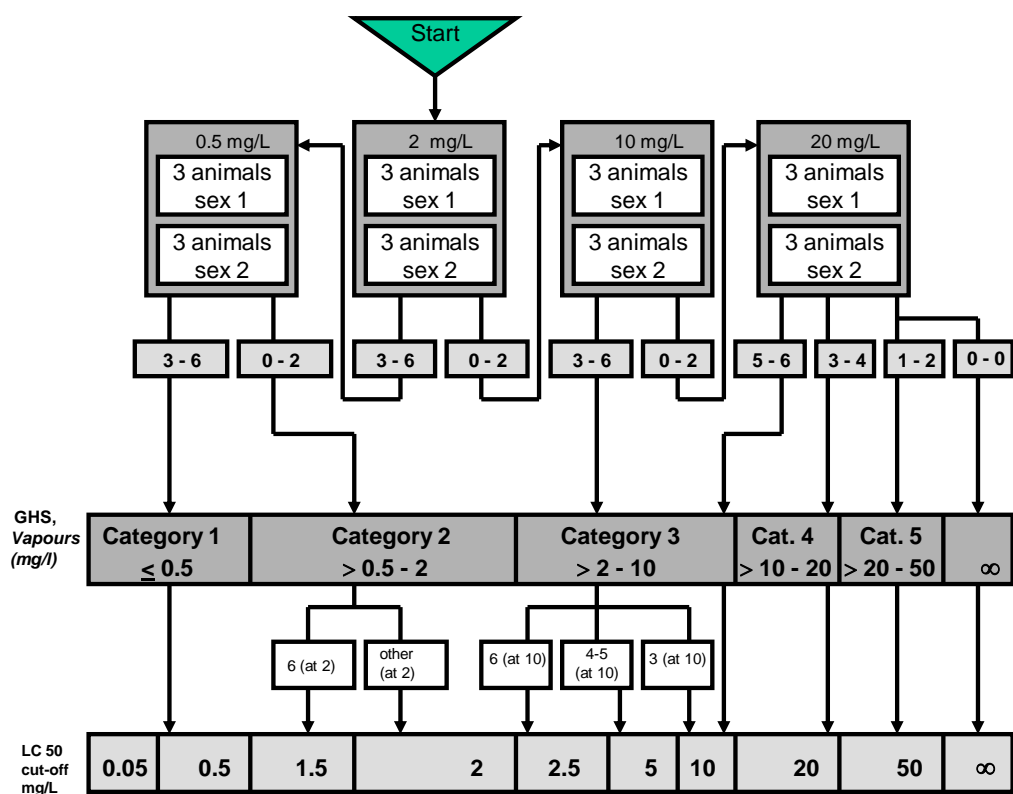 Start
0.5 mg/L
3 animals
sex 1
3 animals
sex 2
2 mg/L
3 animals
sex 1
3 animals
sex 2
10 mg/L
3 animals
sex 1
3 animals
sex 2
20 mg/L
3 animals
sex 1
3 animals
sex 2
3 - 6
0 - 2
3 - 6
0 - 2
3 - 6
0 - 2
5 - 6
3 - 4
1 - 2
0 - 0
GHS,
Vapours
(mg/l)
Category 1
≤ 0.5
Category 2
> 0.5 - 2
Category 3
> 2 - 10
Cat. 4
> 10 - 20
Cat. 5
> 20 - 50
∞
6 (at 2)
other
(at 2)
6 (at 10)
4-5
(at 10)
3 (at 10)
LC 50
cut-off
mg/L
0.05
0.5
1.5
2
2.5
5
10
20
50
∞